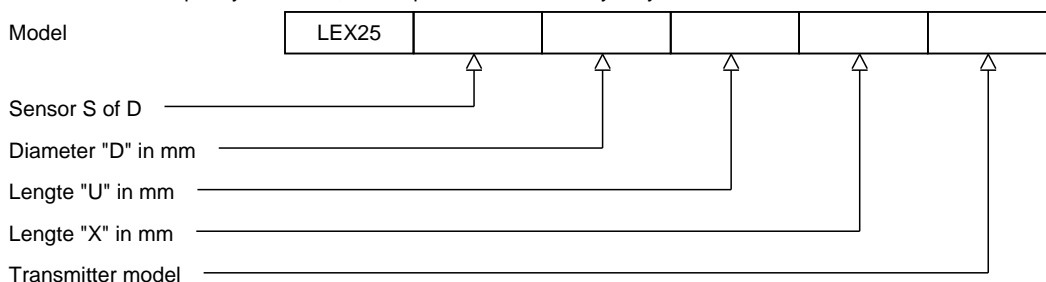 Model LEX25
Sensor S of D
Diameter "D" in mm
Lengte "U" in mm
Lengte "X" in mm
Transmitter model